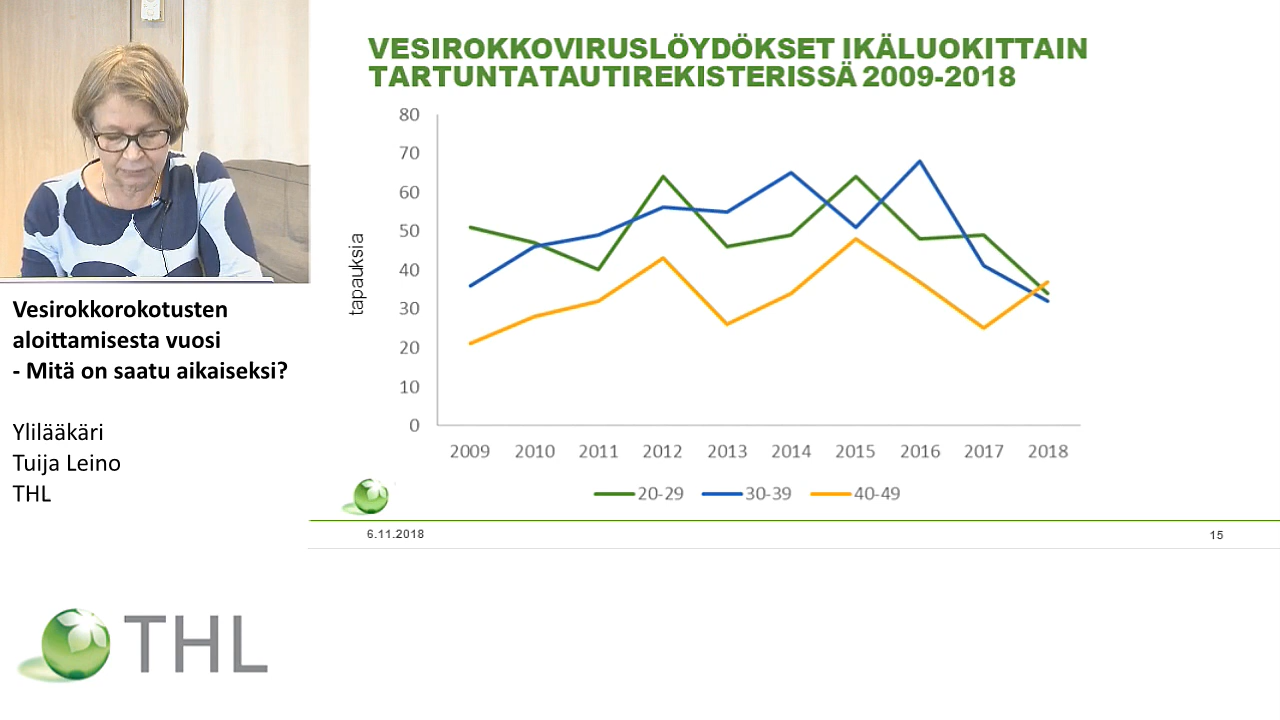 VESIROKKOVIRUSLÖYDÖKSET IKÄLUOKITTAIN
TARTUNTATAUTIREKISTERISSÄ 2009-2018
80
70
60
50
40
30
20
10
0
tapauksia
2009 2010 2011 2012 2013 2014 2015 2016 2017 2018
20-29 30-39 40-49
6.11.2018 15
Vesirokkorokotusten
aloittamisesta vuosi
- Mitä on saatu aikaiseksi?
Ylilääkäri
Tuija Leino
THL
THL